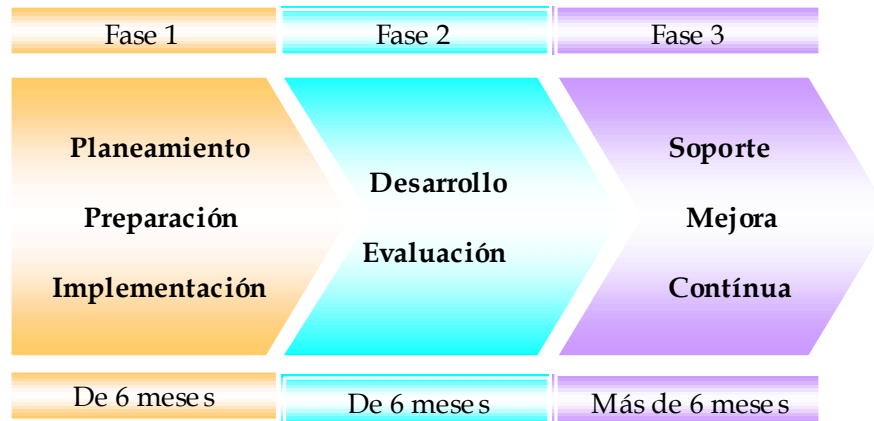 Fase 1
Fase 2
Fase 3
Planeamiento
Preparación
Implementación
Desarrollo
Evaluación
Soporte
Mejora
Contínua
De 6 meses
De 6 meses
Más de 6 meses